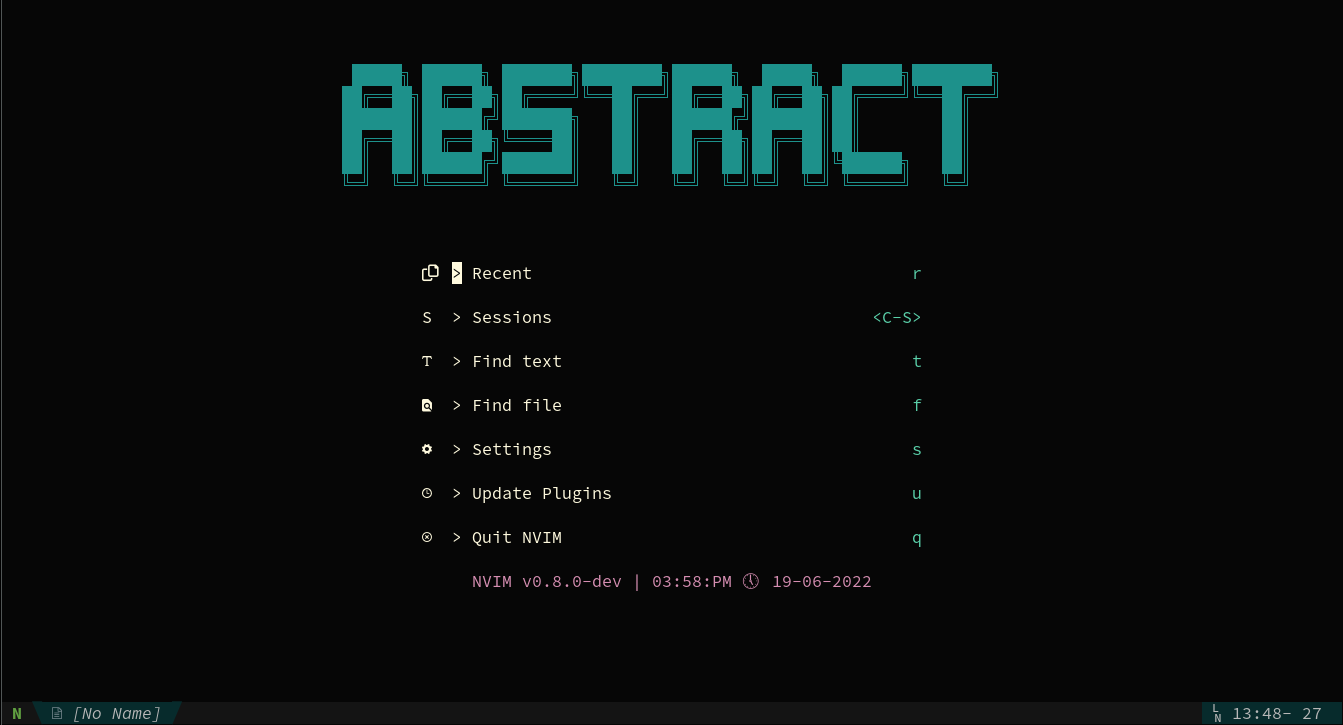 ABSTRACT
> Recent r
S > Sessions <C-S>
T > Find text t
> Find file f
> Settings s
> Update Plugins u
> Quit NVIM q
NVIM v0.8.0-dev | 03:58:PM 19-06-2022
N [No Name] LN 13:48- 27